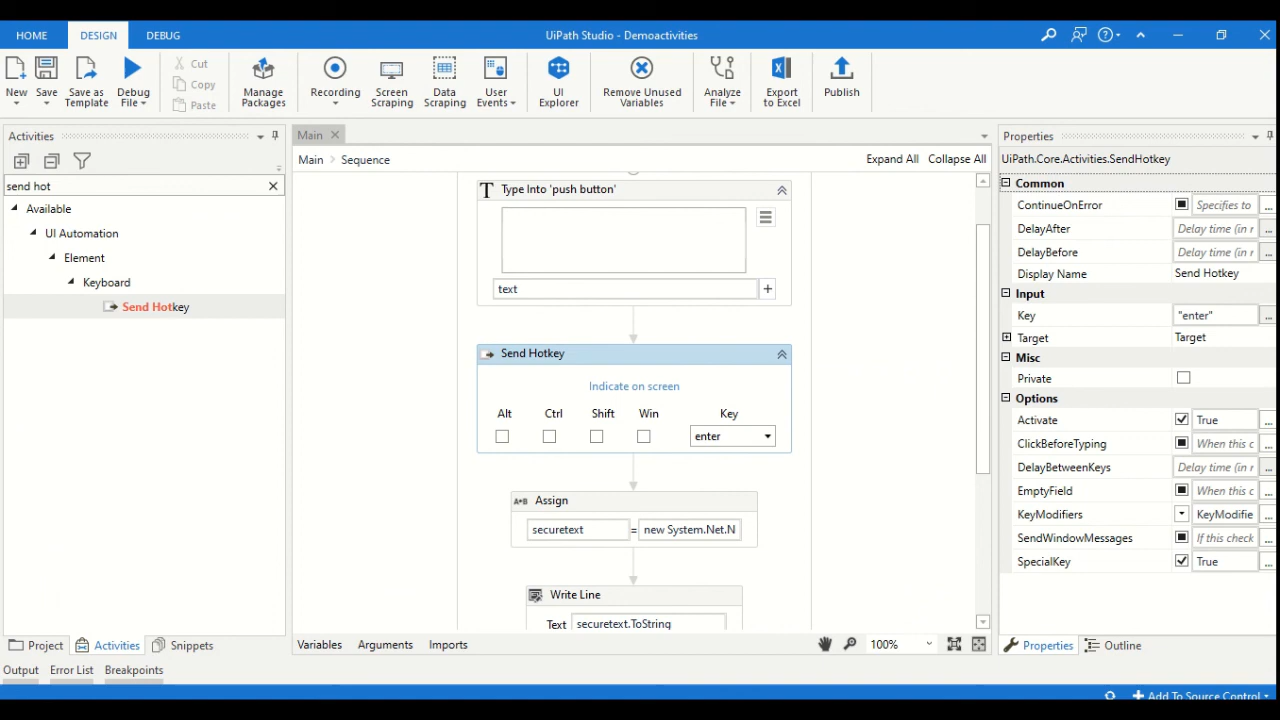 HOME DESIGN DEBUG UiPath Studio - Demoactivities
New
Save
Save as
Template
Debug
File
Cut
Copy
Paste
Manage
Packages
Recording
Screen
Scraping
Data
Scraping
User
Events
UI
Explorer
Remove Unused
Variables
Analyze
File
Export
to Excel
Publish
Activities
send hot
Available
UI Automation
Element
Keyboard
Send Hotkey
Main
Main > Sequence Expand All Collapse All
Type Into 'push button'
text
Send Hotkey
Indicate on screen
Alt Ctrl Shift Win Key
enter
Assign
securetext = new System.Net.N
Write Line
Text securetext.ToString
Properties
UiPath.Core.Activities.SendHotkey
Common
ContinueOnError Specifies to ...
DelayAfter Delay time (in r ...
DelayBefore Delay time (in r ...
Display Name Send Hotkey
Input
Key "enter" ...
Target Target
Misc
Private
Options
Activate True ...
ClickBeforeTyping When this c ...
DelayBetweenKeys Delay time (in r ...
EmptyField When this c ...
KeyModifiers KeyModifie ...
SendWindowMessages If this check ...
SpecialKey True ...
Project Activities Snippets
Variables Arguments Imports 100%
Properties Outline
Output Error List Breakpoints
Add To Source Control